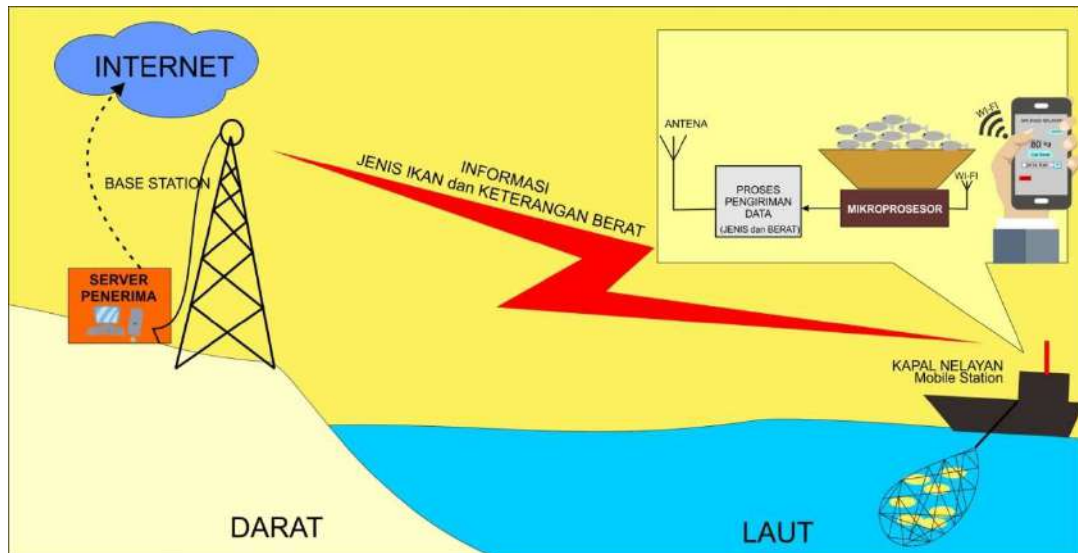 INTERNET
BASE STATION
SERVER
PENERIMA
INFORMASI
JENIS IKAN dan KETERANGAN BERAT
ANTENA
PROSES
PENGIRIMAN
DATA
(JENIS dan BERAT)
MIKROPROSESOR
WI-FI
WI-FI
80 Kg
KAPAL NELAYAN
Mobile Station
DARAT
LAUT